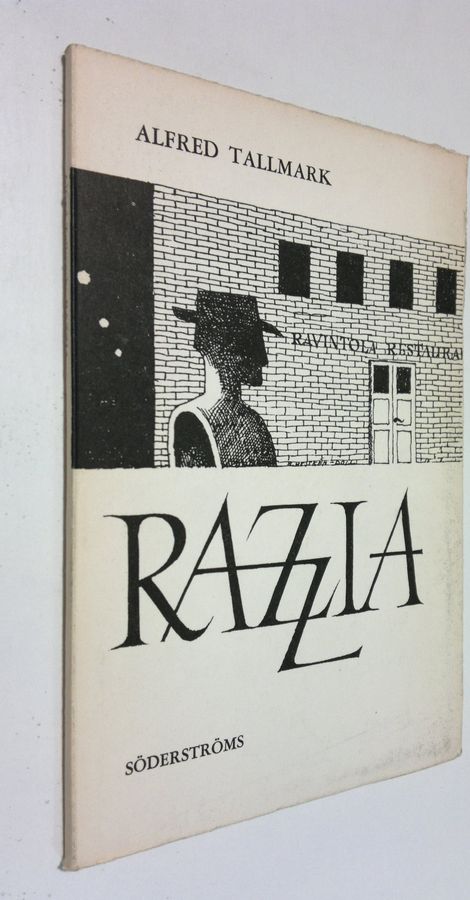 ALFRED TALLMARK
RAVINTOLA RESTAURA
RAZZIA
SÖDERSTRÖMS